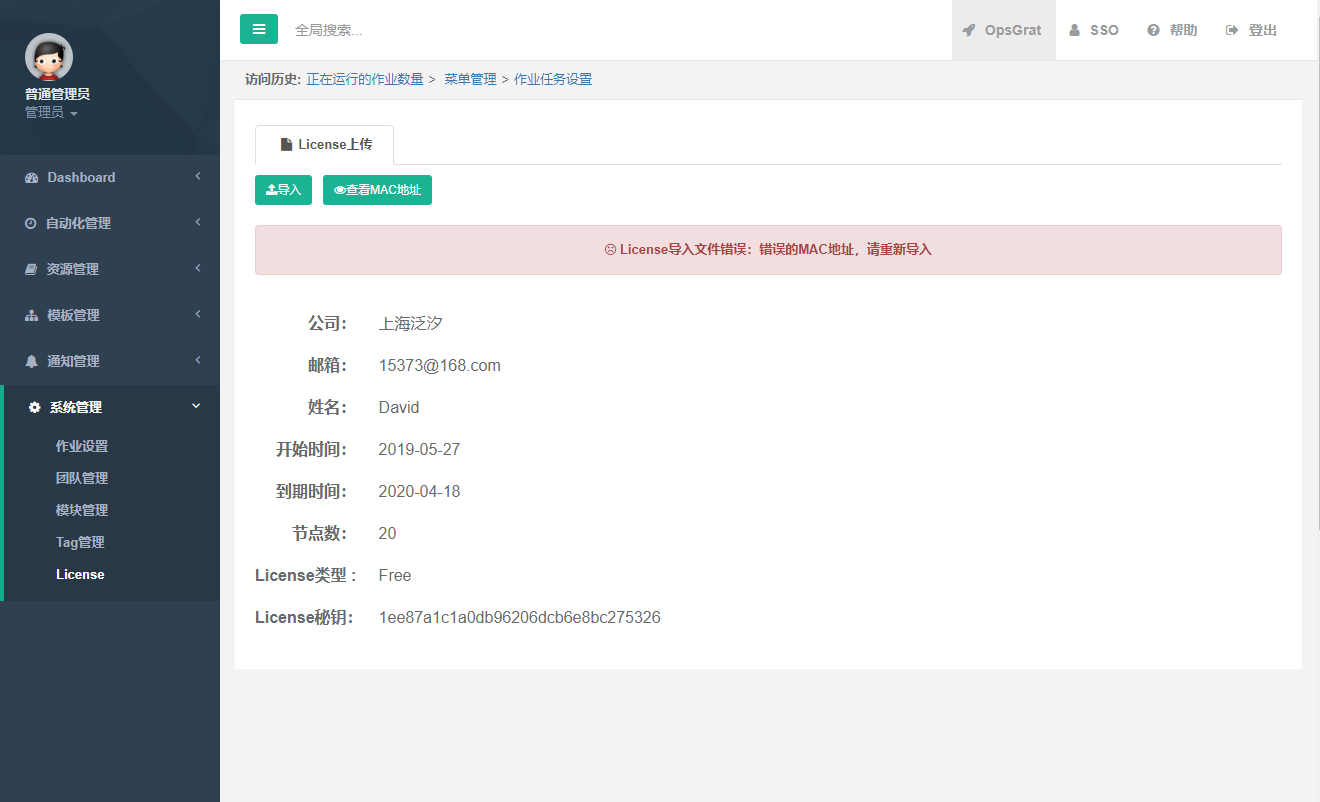 全局搜索...
OpsGrat
SSO
帮助
登出
普通管理员
管理员
访问历史: 正在运行的作业数量 > 菜单管理 > 作业任务设置
Dashboard
自动化管理
资源管理
模板管理
通知管理
系统管理
作业设置
团队管理
模块管理
Tag管理
License
License上传
导入
查看MAC地址
License导入文件错误：错误的MAC地址，请重新导入
公司： 上海泛汐
邮箱： 15373@168.com
姓名： David
开始时间： 2019-05-27
到期时间： 2020-04-18
节点数： 20
License类型： Free
License秘钥： 1ee87a1c1a0db96206dcb6e8bc275326